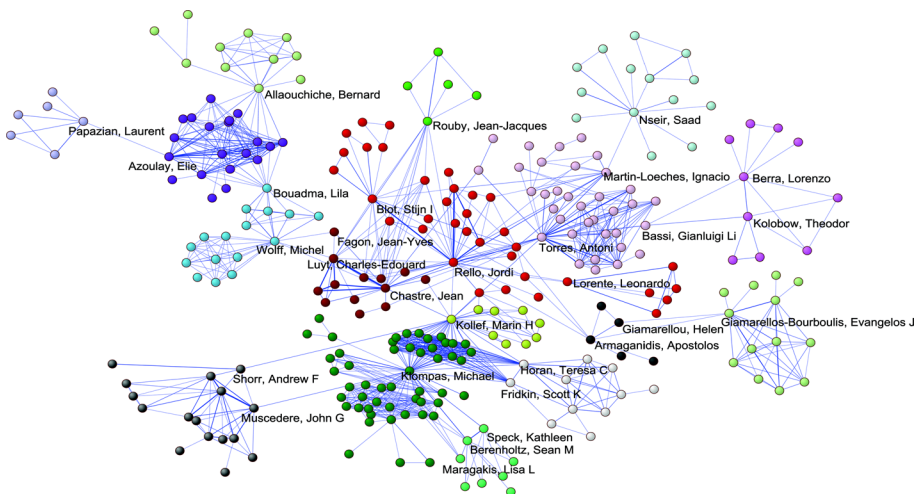 Allaouchiche, Bernard
Nseir, Saad
Papazian, Laurent
Rouby, Jean-Jacques
Azoulay, Elie
Martin-Loeches, Ignacio
Berra, Lorenzo
Bouadma, Lila
Blot, Stijn I
Kolobow, Theodor
Bassi, Gianluigi Li
Wolff, Michel
Fagon, Jean-Yves
Torres, Antoni
Luyt, Charles-Edouard
Rello, Jordi
Lorente, Leonardo
Chastre, Jean
Kollef, Marin H
Giamarellou, Helen
Giamarellos-Bourboulis, Evangelos J
Armaganidis, Apostolos
Horan, Teresa C
Shorr, Andrew F
Klompas, Michael
Fridkin, Scott K
Muscedere, John G
Speck, Kathleen
Berenholtz, Sean M
Maragakis, Lisa L